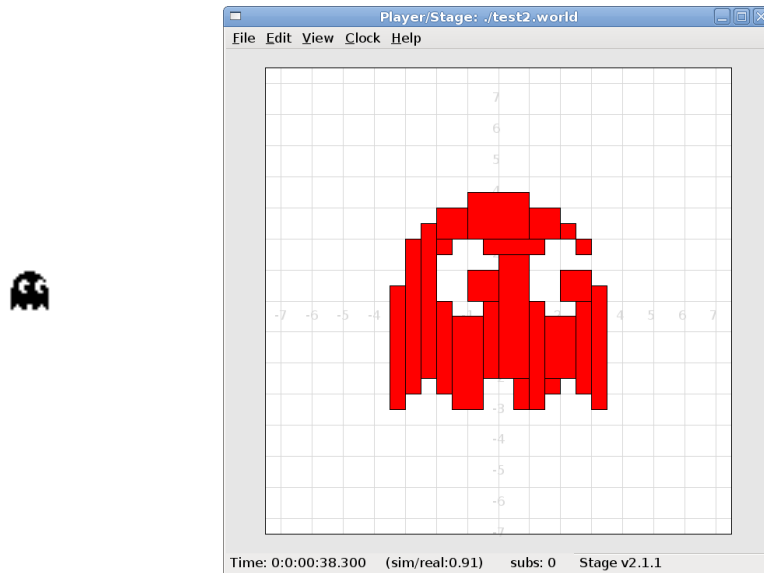 Player/Stage: ./test2.world
File Edit View Clock Help
7
6
5
4
-7 -6 -5 -4 -1 2 4 5 6 7
-3
-4
-5
-6
-7
Time: 0:0:00:38.300 (sim/real:0.91) subs: 0 Stage v2.1.1